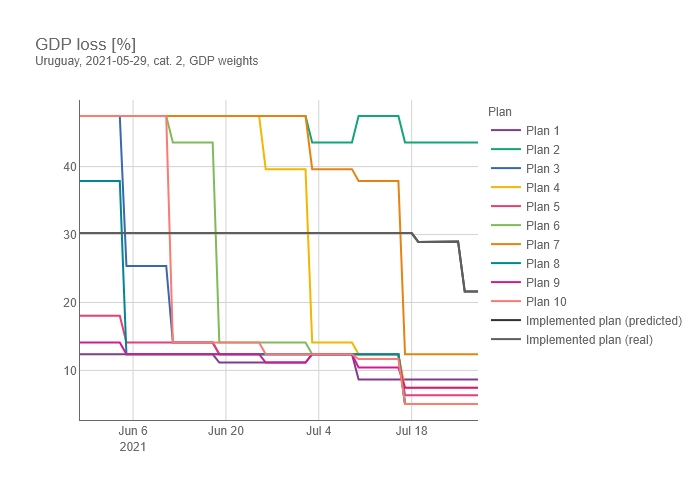 GDP loss [%]
Uruguay, 2021-05-29, cat. 2, GDP weights
Plan
Plan 1
Plan 2
Plan 3
Plan 4
Plan 5
Plan 6
Plan 7
Plan 8
Plan 9
Plan 10
Implemented plan (predicted)
Implemented plan (real)
40
30
20
10
Jun 6
2021
Jun 20
Jul 4
Jul 18